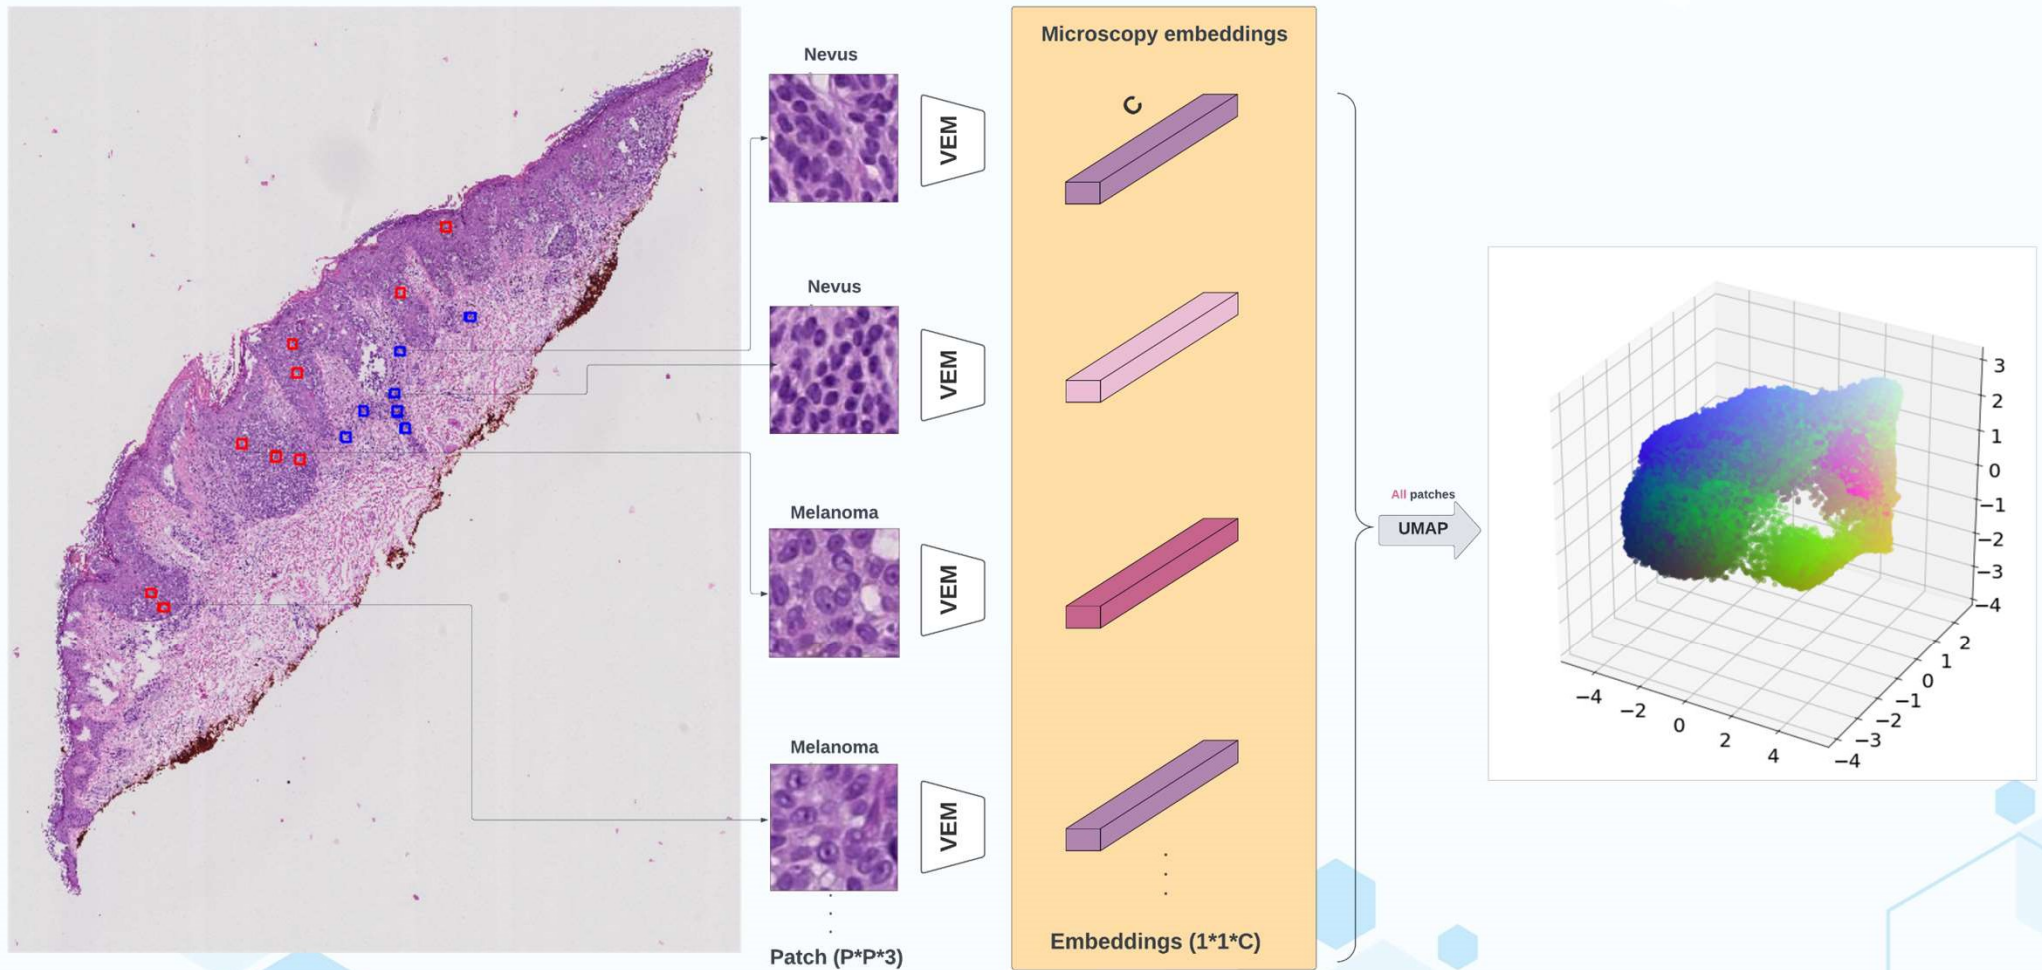 Microscopy embeddings
Nevus
VEM
C
Nevus
VEM
Melanoma
VEM
Melanoma
VEM
.
.
.
.
.
.
Patch (P*P*3)
Embeddings (1*1*C)
All patches
UMAP
3
2
1
0
−1
−2
−3
−4
2
1
0
−1
−2
−3
−4
−4
−2
0
2
4